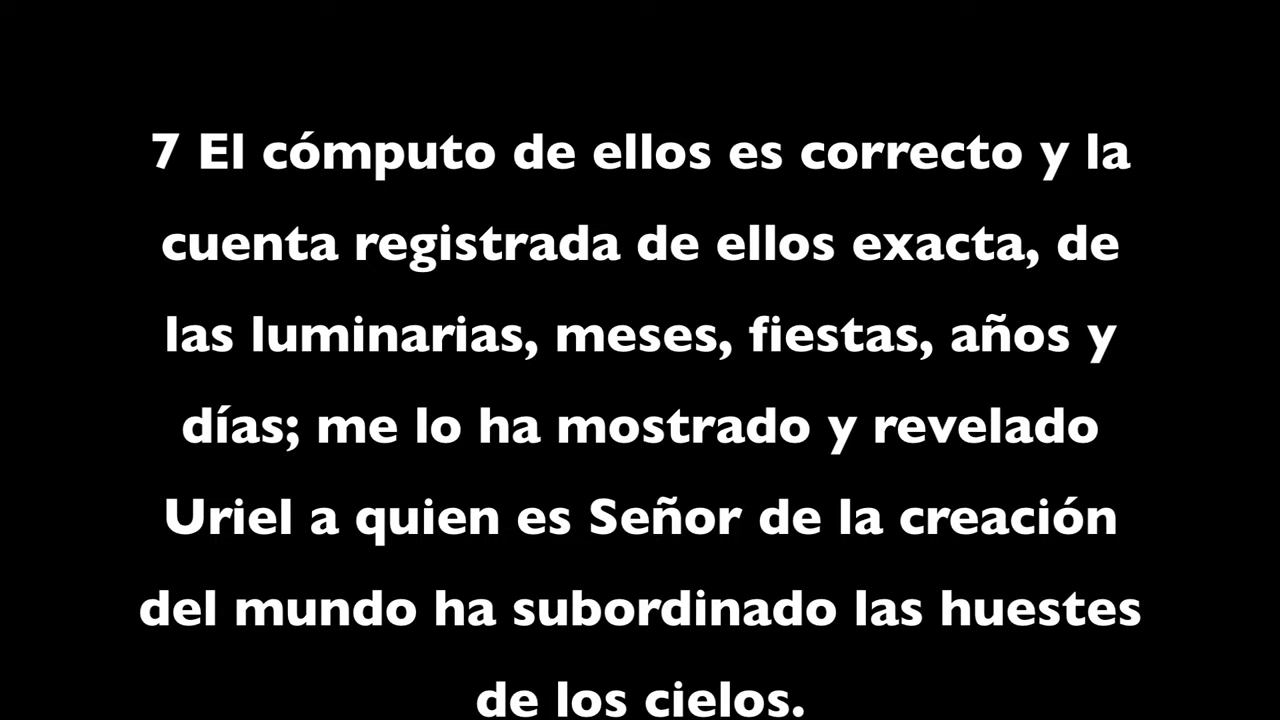 7 El cómputo de ellos es correcto y la
cuenta registrada de ellos exacta, de
las luminarias, meses, fiestas, años y
días; me lo ha mostrado y revelado
Uriel a quien es Señor de la creación
del mundo ha subordinado las huestes
de los cielos.